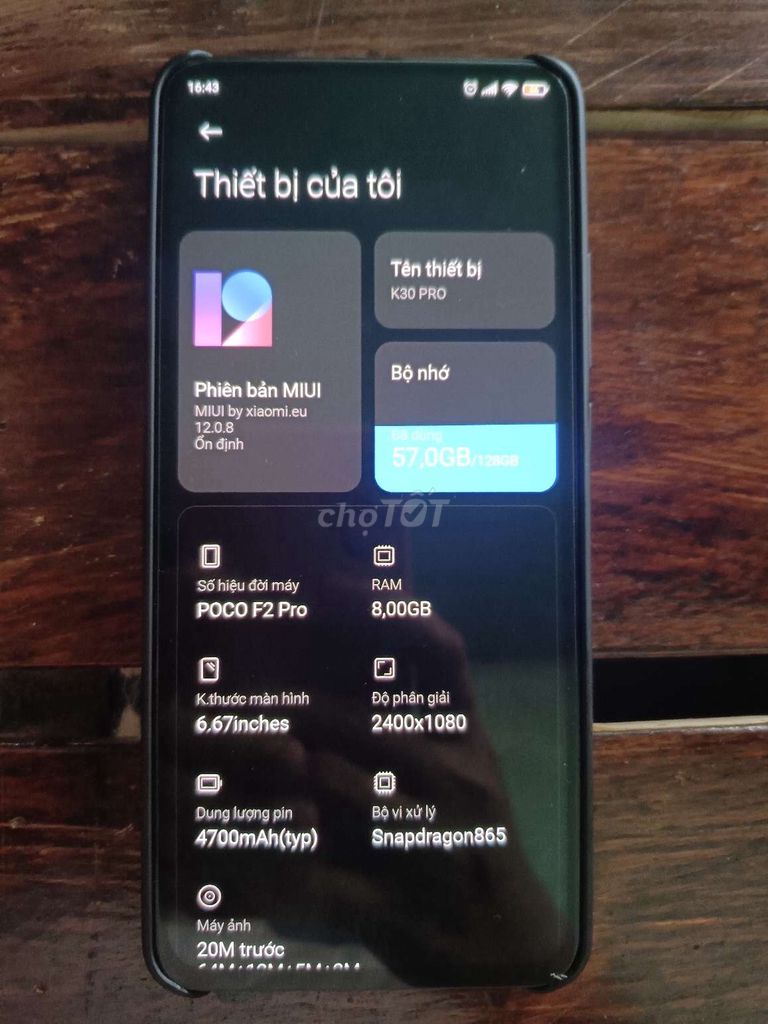 16:43
Thiết bị của tôi
Phiên bản MIUI
MIUI by xiaomi.eu
12.0.8
Ổn định
Tên thiết bị
K30 PRO
Bộ nhớ
Đã dùng
57,0GB/128GB
chợTỐT
Số hiệu đời máy
POCO F2 Pro
RAM
8,00GB
K.thước màn hình
6.67inches
Độ phân giải
2400x1080
Dung lượng pin
4700mAh(typ)
Bộ vi xử lý
Snapdragon865
Máy ảnh
20M trước